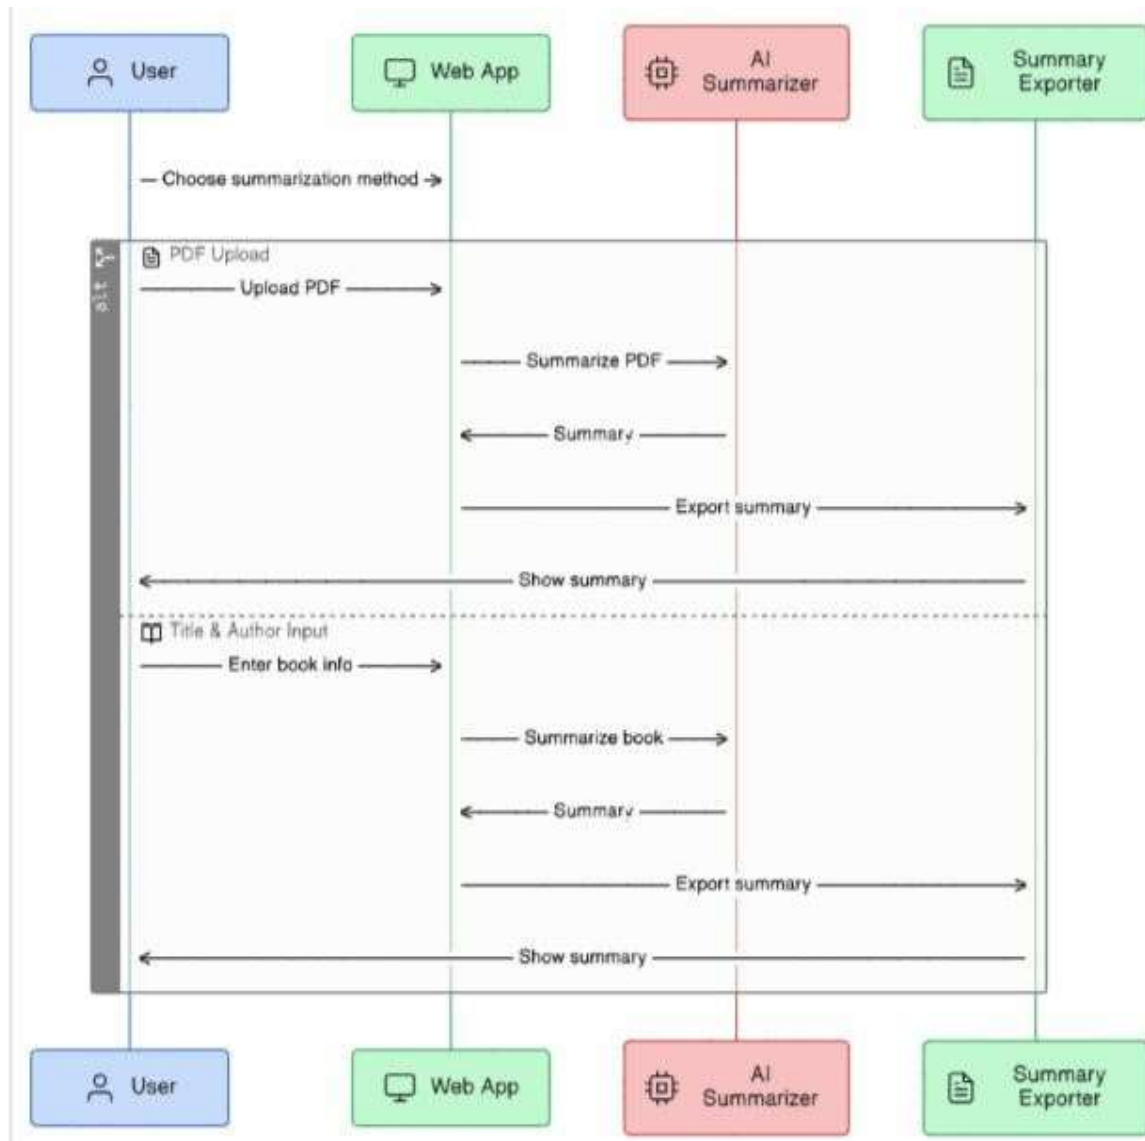 User
Web App
AI
Summarizer
Summary
Exporter
Choose summarization method
alt
PDF Upload
Upload PDF
Summarize PDF
Summary
Export summary
Show summary
Title & Author Input
Enter book info
Summarize book
Summary
Export summary
Show summary
User
Web App
AI
Summarizer
Summary
Exporter